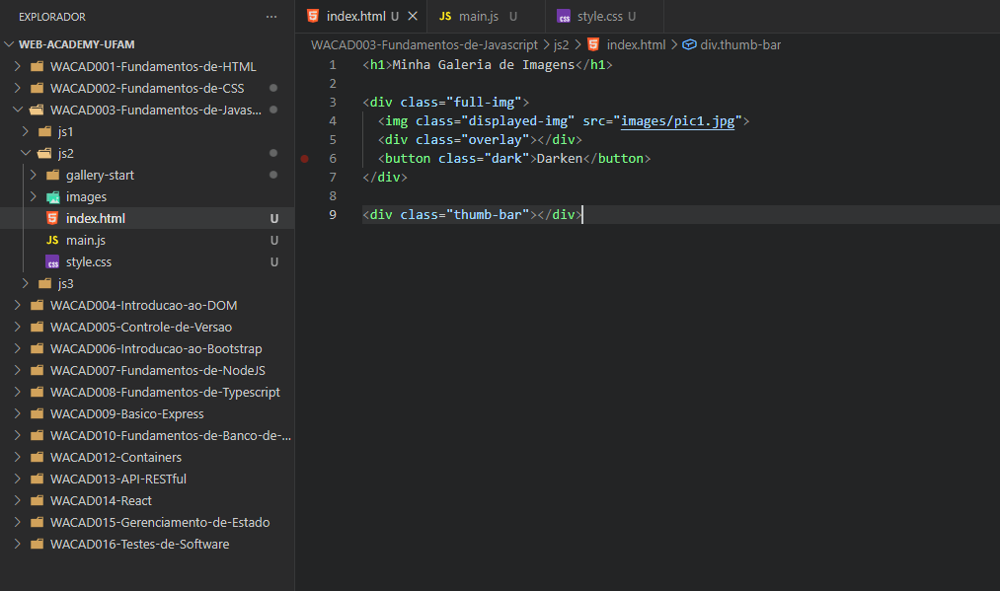 EXPLORADOR ···
WEB-ACADEMY-UFAM
WACAD001-Fundamentos-de-HTML
WACAD002-Fundamentos-de-CSS
WACAD003-Fundamentos-de-Javas...
js1
js2
gallery-start
images
index.html U
JS main.js U
css style.css U
js3
WACAD004-Introducao-ao-DOM
WACAD005-Controle-de-Versao
WACAD006-Introducao-ao-Bootstrap
WACAD007-Fundamentos-de-NodeJS
WACAD008-Fundamentos-de-Typescript
WACAD009-Basico-Express
WACAD010-Fundamentos-de-Banco-de-...
WACAD012-Containers
WACAD013-API-RESTful
WACAD014-React
WACAD015-Gerenciamento-de-Estado
WACAD016-Testes-de-Software
index.html U JS main.js U css style.css U
WACAD003-Fundamentos-de-Javascript > js2 > index.html > div.thumb-bar
1 <h1>Minha Galeria de Imagens</h1>
2
3 <div class="full-img">
4 <img class="displayed-img" src="images/pic1.jpg">
5 <div class="overlay"></div>
6 <button class="dark">Darken</button>
7 </div>
8
9 <div class="thumb-bar"></div>